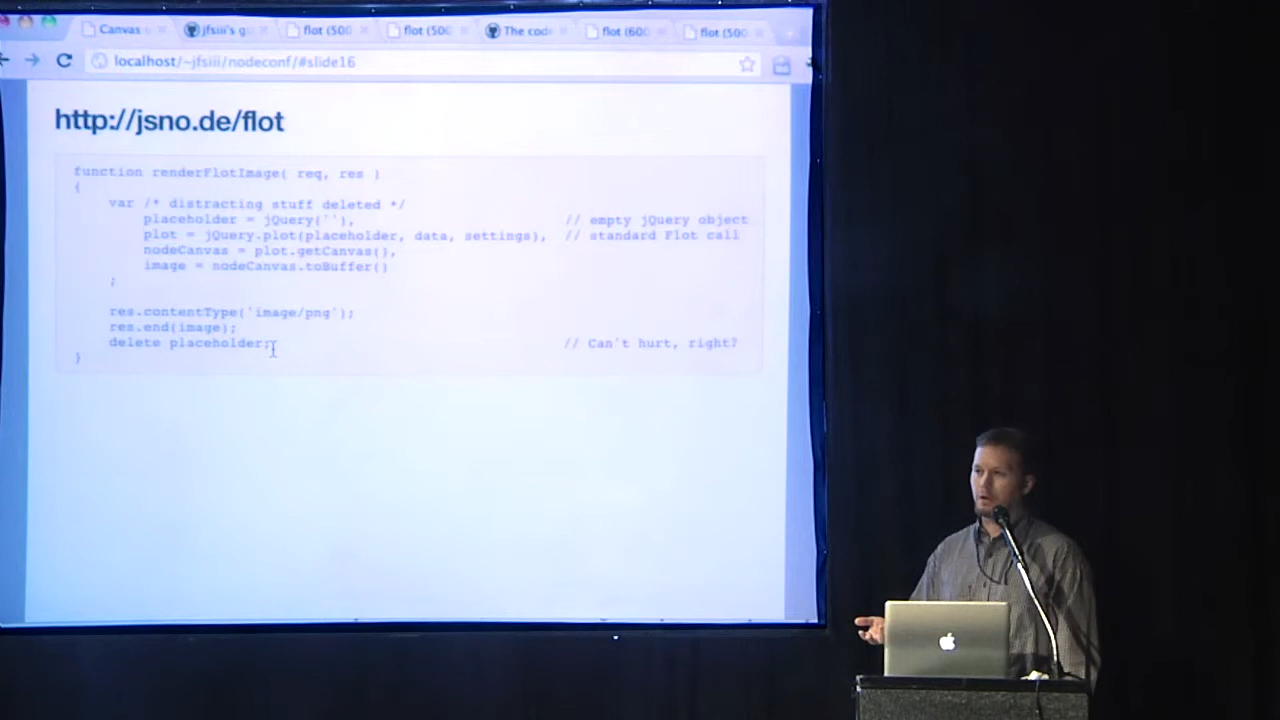 Canvas
jfsiii's g
flot (500
flot (500
The code
flot (600
flot (500
localhost/~jfsiii/nodeconf/#slide16
http://jsno.de/flot
function renderFlotImage( req, res )
{
var /* distracting stuff deleted */
placeholder = jQuery(''), // empty jQuery object
plot = jQuery.plot(placeholder, data, settings), // standard Flot call
nodeCanvas = plot.getCanvas(),
image = nodeCanvas.toBuffer()
;
res.contentType('image/png');
res.end(image);
delete placeholder; // Can't hurt, right?
}